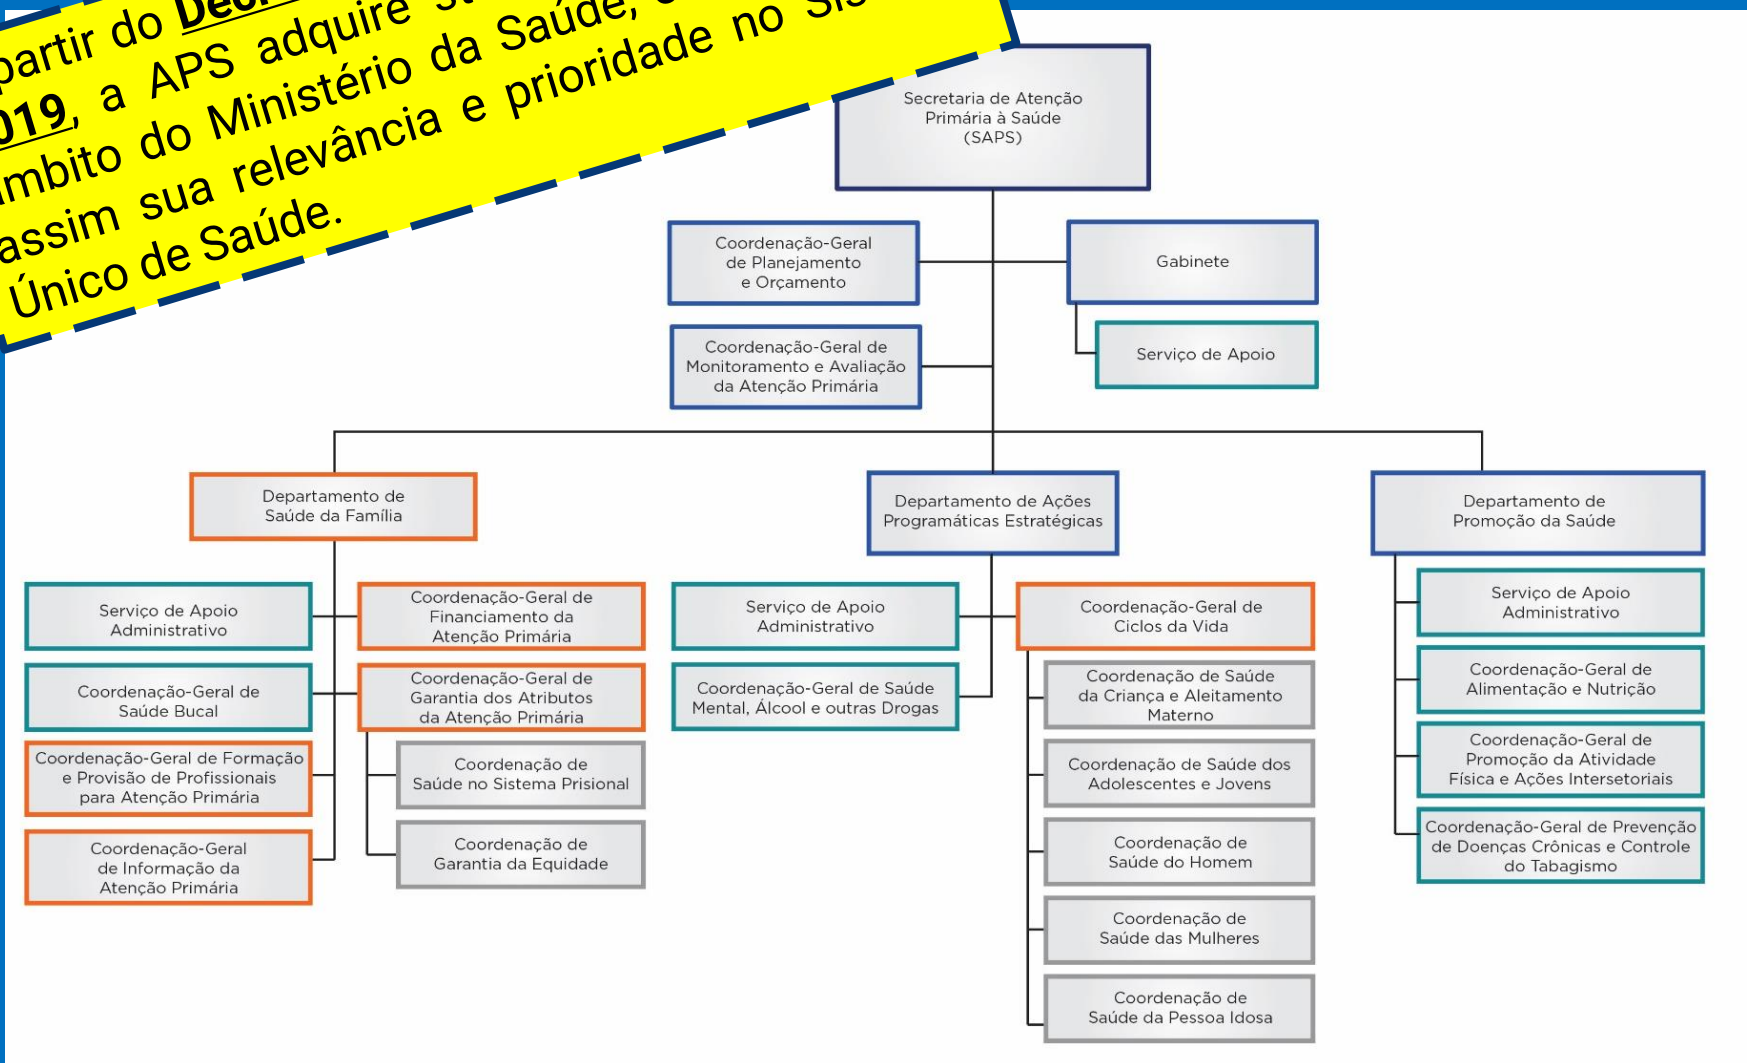 partir do
019, a APS adquire
âmbito do Ministério da Saúde,
assim sua relevância e prioridade no
Único de Saúde.
Secretaria de Atenção
Primária à Saúde
(SAPS)
Coordenação-Geral
de Planejamento
e Orçamento
Gabinete
Coordenação-Geral de
Monitoramento e Avaliação
da Atenção Primária
Serviço de Apoio
Departamento de
Saúde da Família
Serviço de Apoio
Administrativo
Coordenação-Geral de
Financiamento da
Atenção Primária
Coordenação-Geral de
Saúde Bucal
Coordenação-Geral de
Garantia dos Atributos
da Atenção Primária
Coordenação-Geral de Formação
e Provisão de Profissionais
para Atenção Primária
Coordenação de
Saúde no Sistema Prisional
Coordenação-Geral
de Informação da
Atenção Primária
Coordenação de
Garantia da Equidade
Departamento de Ações
Programáticas Estratégicas
Serviço de Apoio
Administrativo
Coordenação-Geral de
Ciclos da Vida
Coordenação-Geral de Saúde
Mental, Álcool e outras Drogas
Coordenação de Saúde
da Criança e Aleitamento
Materno
Coordenação de Saúde dos
Adolescentes e Jovens
Coordenação de
Saúde do Homem
Coordenação de
Saúde das Mulheres
Coordenação de
Saúde da Pessoa Idosa
Departamento de
Promoção da Saúde
Serviço de Apoio
Administrativo
Coordenação-Geral de
Alimentação e Nutrição
Coordenação-Geral de
Promoção da Atividade
Física e Ações Intersetoriais
Coordenação-Geral de Prevenção
de Doenças Crônicas e Controle
do Tabagismo